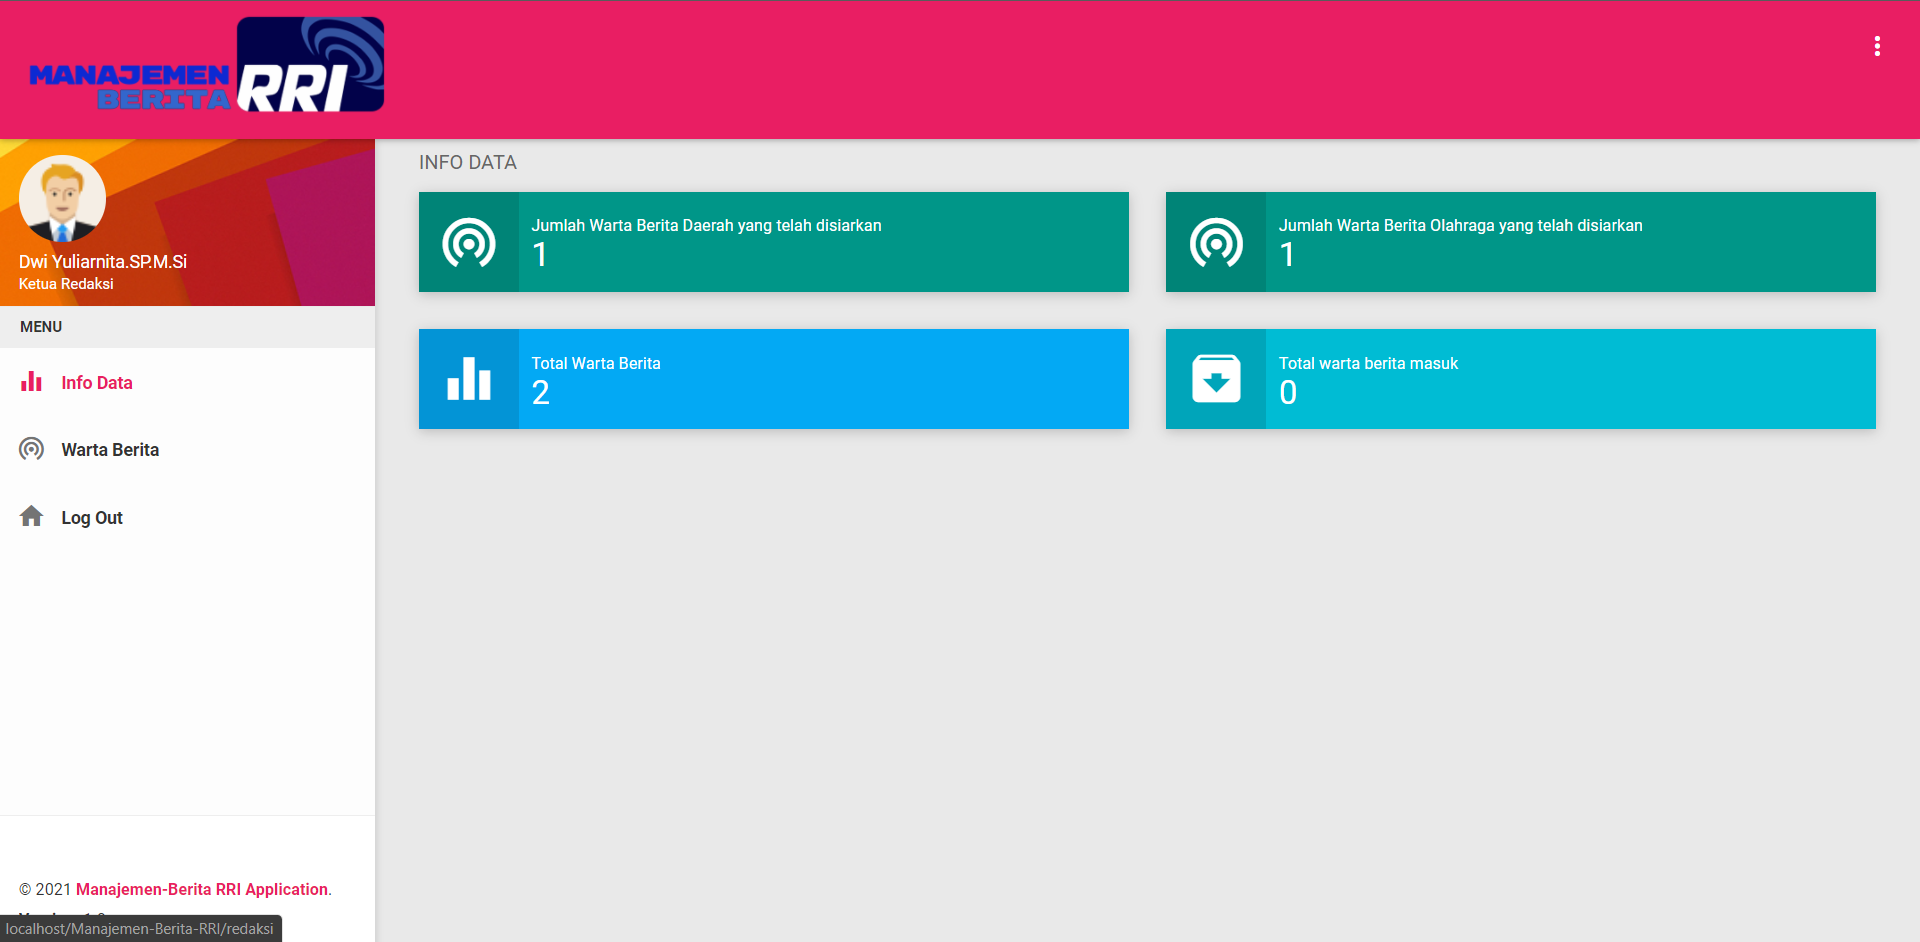 MANAJEMEN
BERITA
RRI
Dwi Yuliarnita.SP.M.Si
Ketua Redaksi
MENU
Info Data
Warta Berita
Log Out
© 2021 Manajemen-Berita RRI Application.
localhost/Manajemen-Berita-RRI/redaksi
INFO DATA
Jumlah Warta Berita Daerah yang telah disiarkan
1
Jumlah Warta Berita Olahraga yang telah disiarkan
1
Total Warta Berita
2
Total warta berita masuk
0